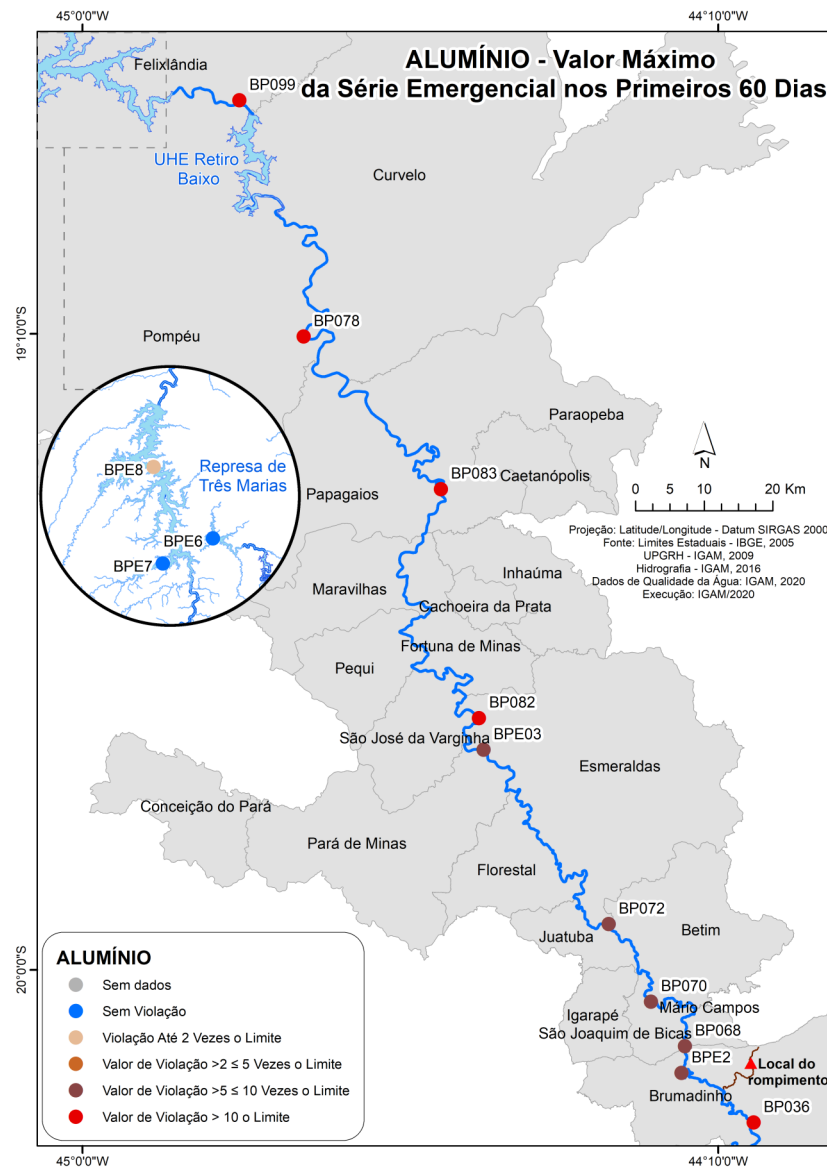 45°0'0"W
44°10'0"W
ALUMÍNIO - Valor Máximo
da Série Emergencial nos Primeiros 60 Dias
Felixlândia
BP099
UHE Retiro
Baixo
Curvelo
19°10'0"S
19°10'0"S
BP078
Pompéu
Paraopeba
BP083
Caetanópolis
Papagaios
BPE8
Represa de
Três Marias
BPE6
BPE7
N
0 5 10 20 Km
Projeção: Latitude/Longitude - Datum SIRGAS 2000
Fonte: Limites Estaduais - IBGE, 2005
UPGRH - IGAM, 2009
Hidrografia - IGAM, 2016
Dados de Qualidade da Água: IGAM, 2020
Execução: IGAM/2020
Inhaúma
Maravilhas
Cachoeira da Prata
Fortuna de Minas
Pequi
BP082
São José da Varginha
BPE03
Esmeraldas
Conceição do Pará
Pará de Minas
Florestal
BP072
Juatuba
Betim
20°0'0"S
20°0'0"S
BP070
Mário Campos
Igarapé
São Joaquim de Bicas
BP068
BPE2
Local do
rompimento
Brumadinho
BP036
ALUMÍNIO
Sem dados
Sem Violação
Violação Até 2 Vezes o Limite
Valor de Violação >2 ≤ 5 Vezes o Limite
Valor de Violação >5 ≤ 10 Vezes o Limite
Valor de Violação > 10 o Limite
45°0'0"W
44°10'0"W